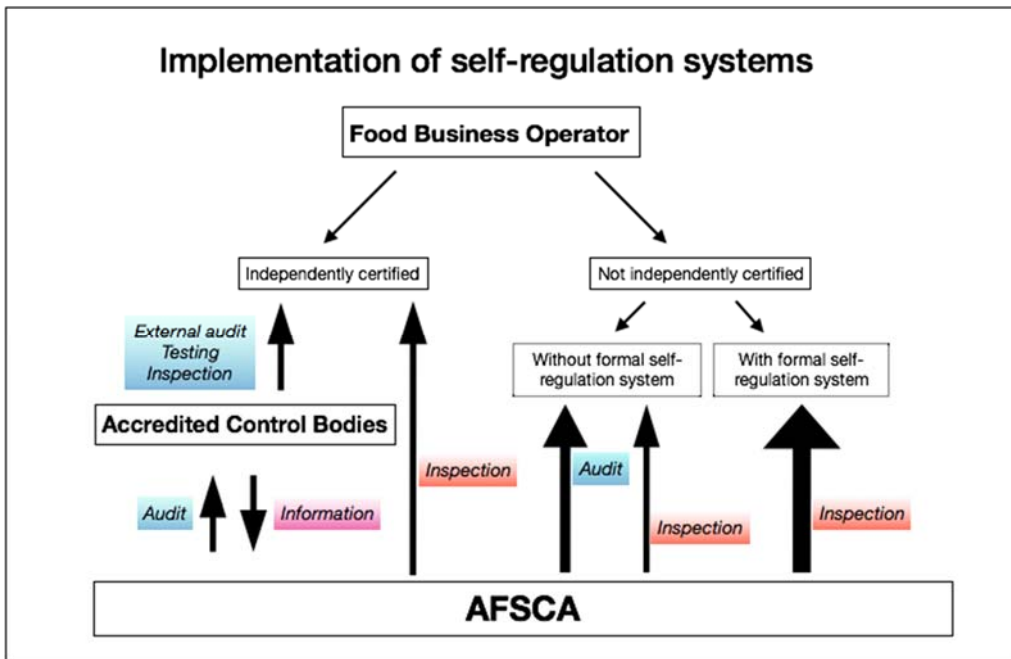 Implementation of self-regulation systems
Food Business Operator
Independently certified
Not independently certified
External audit
Testing
Inspection
Without formal self-
regulation system
With formal self-
regulation system
Accredited Control Bodies
Inspection
Audit
Audit
Information
Inspection
Inspection
AFSCA